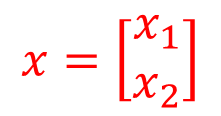 x = [x₁
x₂]